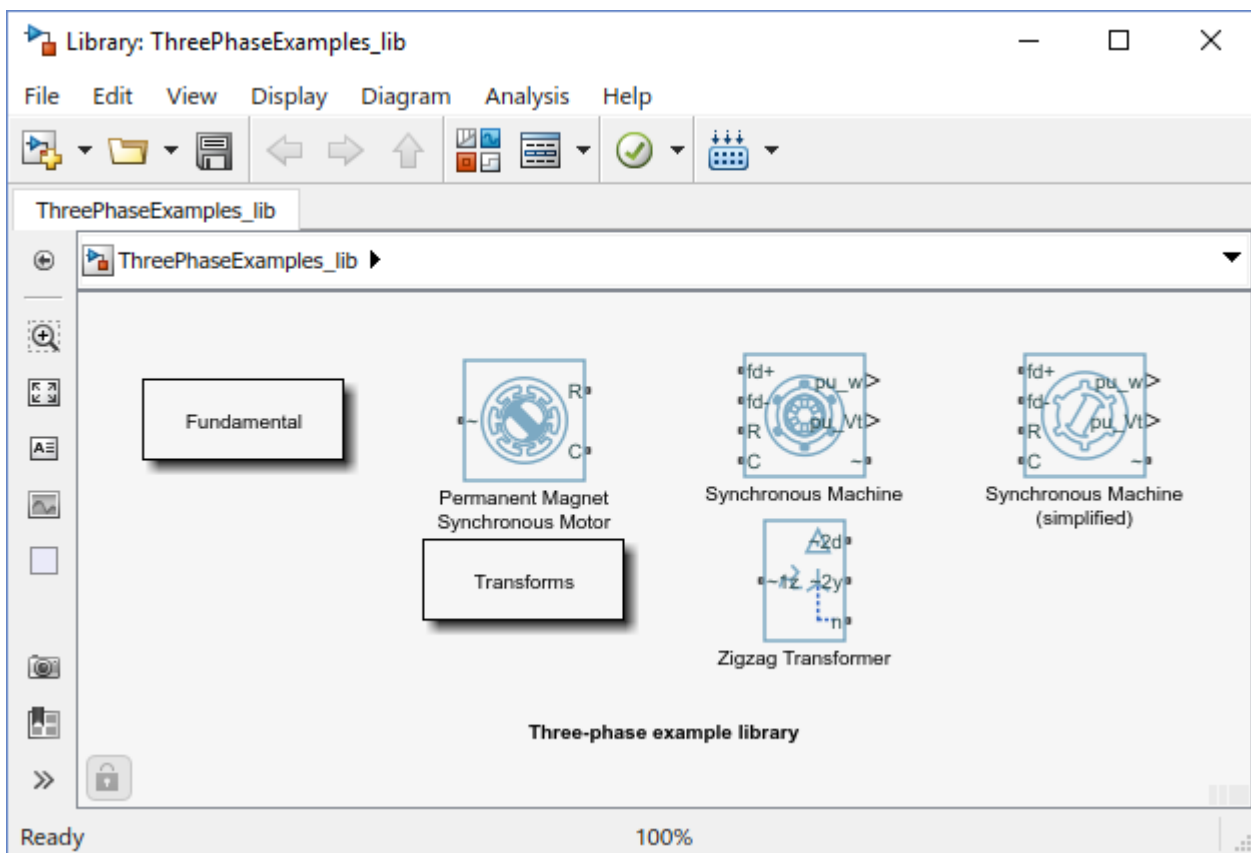 Library: ThreePhaseExamples_lib
File Edit View Display Diagram Analysis Help
ThreePhaseExamples_lib
ThreePhaseExamples_lib
Fundamental
~
R
C
Permanent Magnet
Synchronous Motor
fd+
fd-
R
C
pu_w
pu_Vt
~
Synchronous Machine
fd+
fd-
R
C
pu_w
pu_Vt
~
Synchronous Machine
(simplified)
Transforms
~1z
~2d
~2y
n
Zigzag Transformer
Three-phase example library
A
Ready
100%